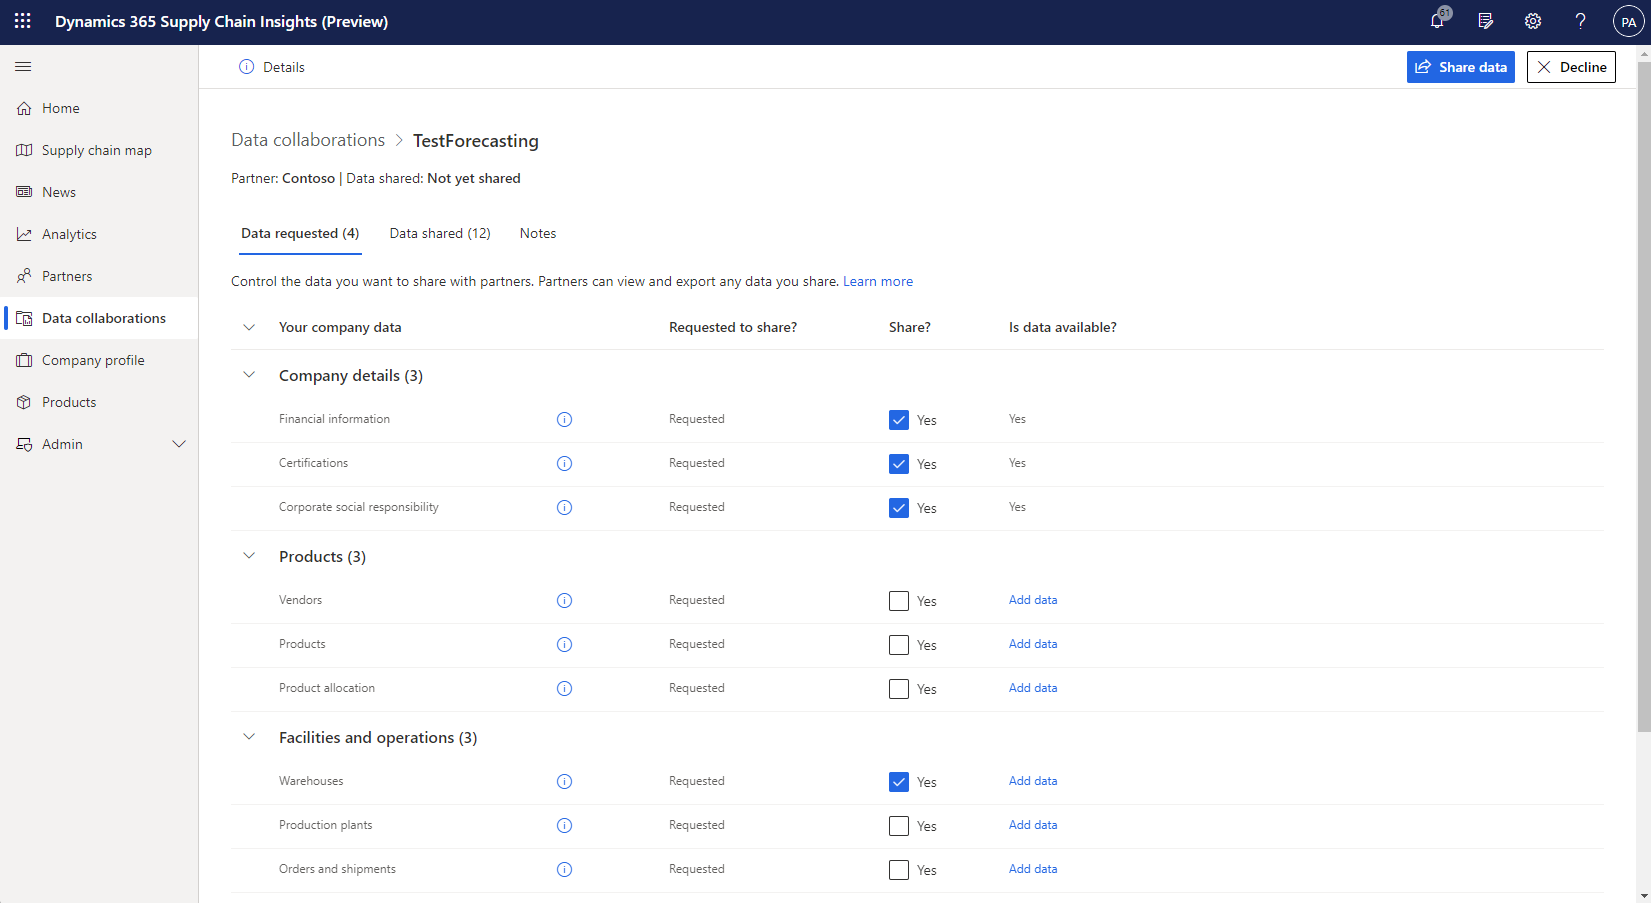 Dynamics 365 Supply Chain Insights (Preview)
61
PA
Details
Share data
Decline
Home
Supply chain map
News
Analytics
Partners
Data collaborations
Company profile
Products
Admin
Data collaborations > TestForecasting
Partner: Contoso | Data shared: Not yet shared
Data requested (4) Data shared (12) Notes
Control the data you want to share with partners. Partners can view and export any data you share. Learn more
Your company data Requested to share? Share? Is data available?
Company details (3)
Financial information Requested Yes Yes
Certifications Requested Yes Yes
Corporate social responsibility Requested Yes Yes
Products (3)
Vendors Requested Yes Add data
Products Requested Yes Add data
Product allocation Requested Yes Add data
Facilities and operations (3)
Warehouses Requested Yes Add data
Production plants Requested Yes Add data
Orders and shipments Requested Yes Add data